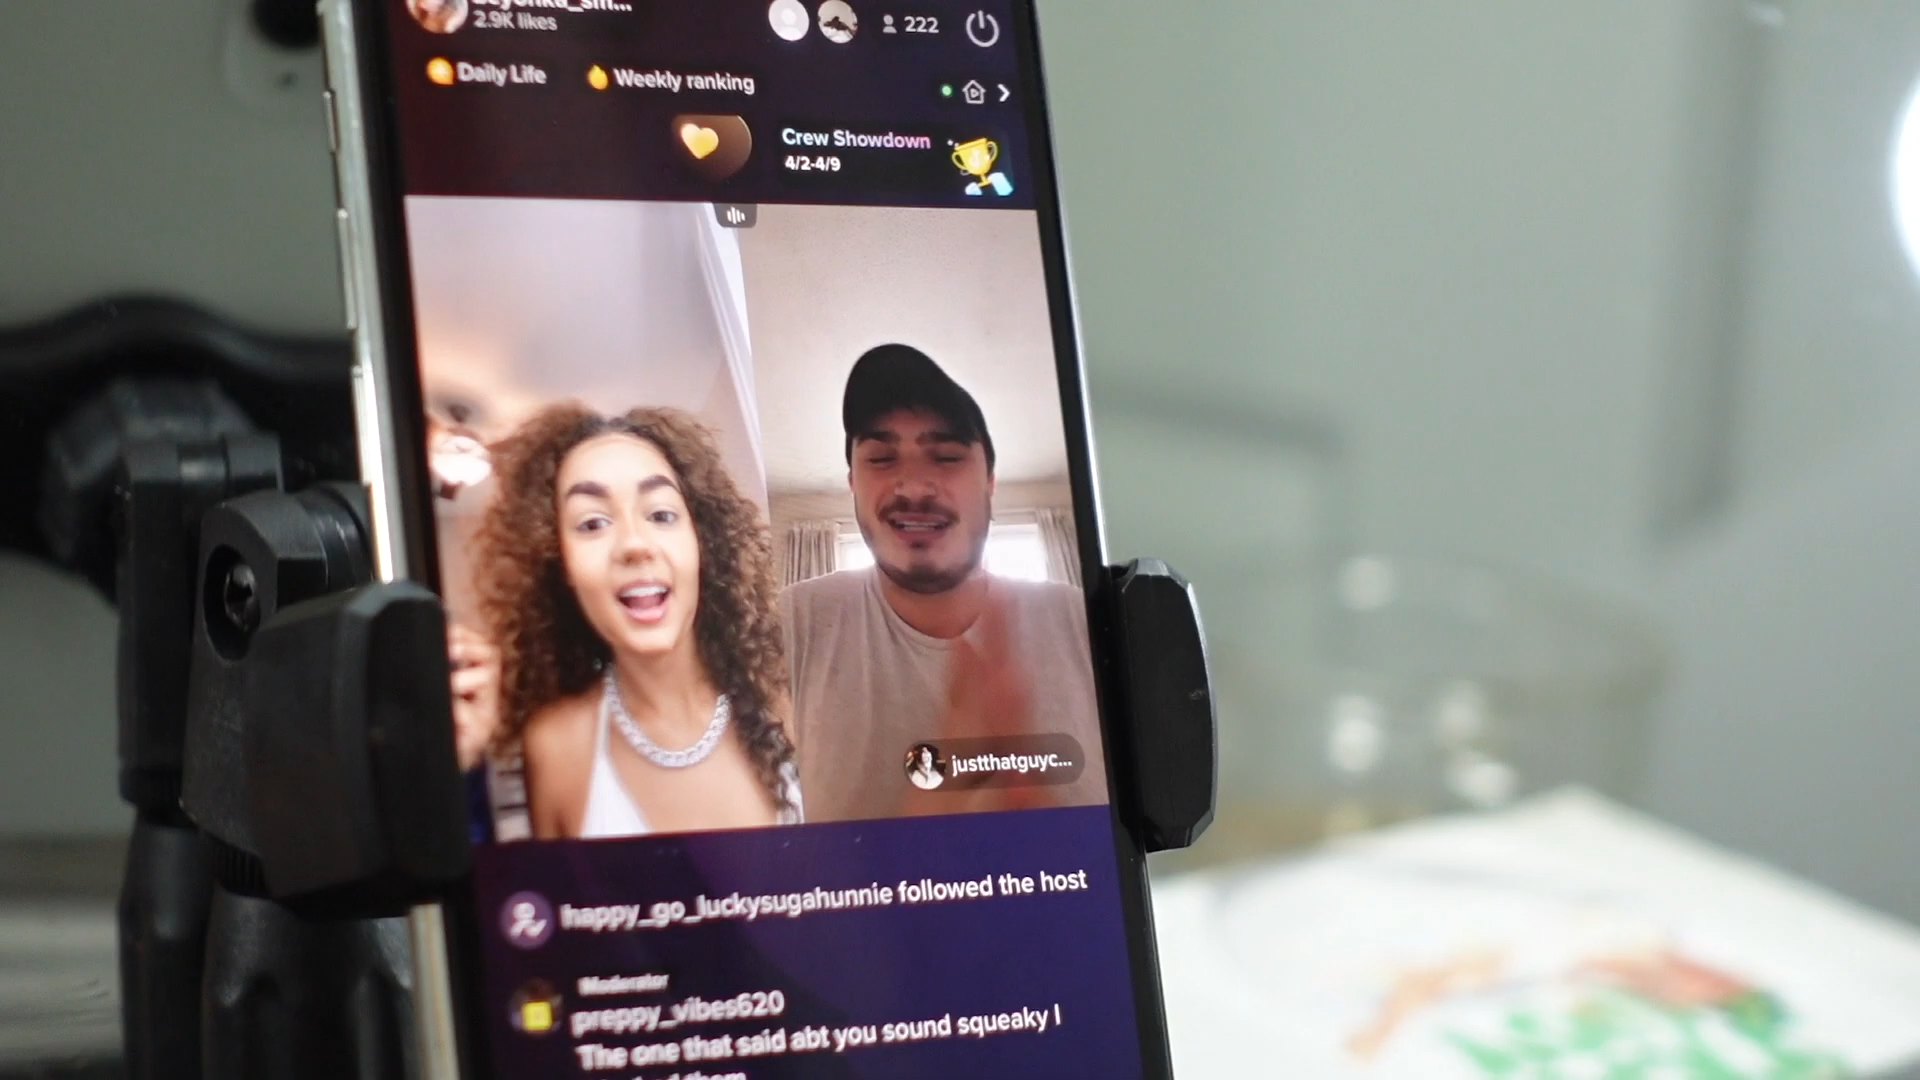 2.9K likes
222
Daily Life
Weekly ranking
Crew Showdown
4/2-4/9
justthatguyc...
happy_go_luckysugahunnie followed the host
Moderator
preppy_vibes620
The one that said abt you sound squeaky I
them